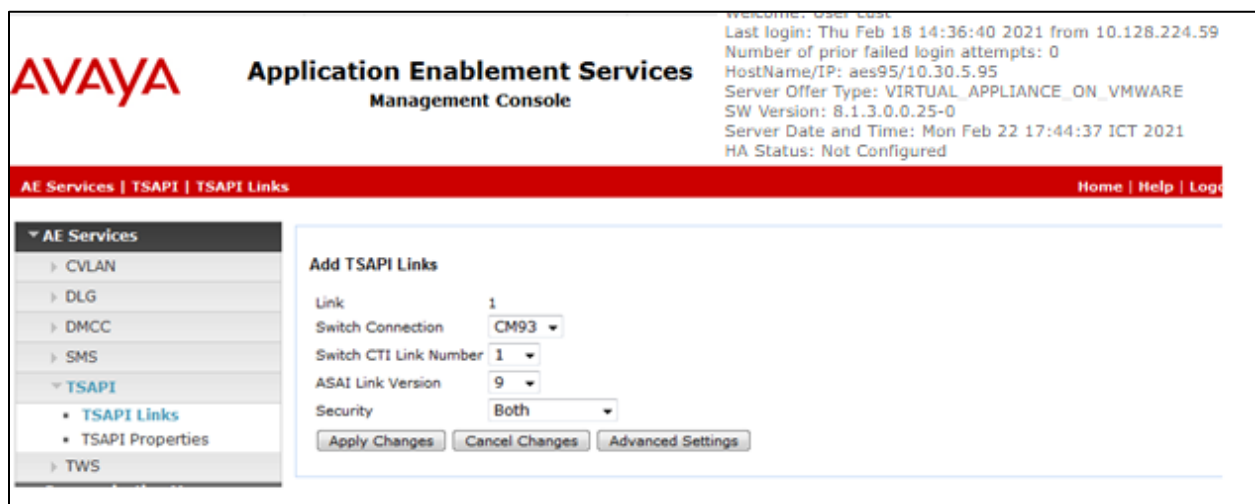 AVAYA
Application Enablement Services
Management Console
Welcome: User cust
Last login: Thu Feb 18 14:36:40 2021 from 10.128.224.59
Number of prior failed login attempts: 0
HostName/IP: aes95/10.30.5.95
Server Offer Type: VIRTUAL_APPLIANCE_ON_VMWARE
SW Version: 8.1.3.0.0.25-0
Server Date and Time: Mon Feb 22 17:44:37 ICT 2021
HA Status: Not Configured
AE Services | TSAPI | TSAPI Links
Home | Help |
AE Services
CVLAN
DLG
DMCC
SMS
TSAPI
TSAPI Links
TSAPI Properties
TWS
Add TSAPI Links
Link 1
Switch Connection CM93
Switch CTI Link Number 1
ASAI Link Version 9
Security Both
Apply Changes Cancel Changes Advanced Settings